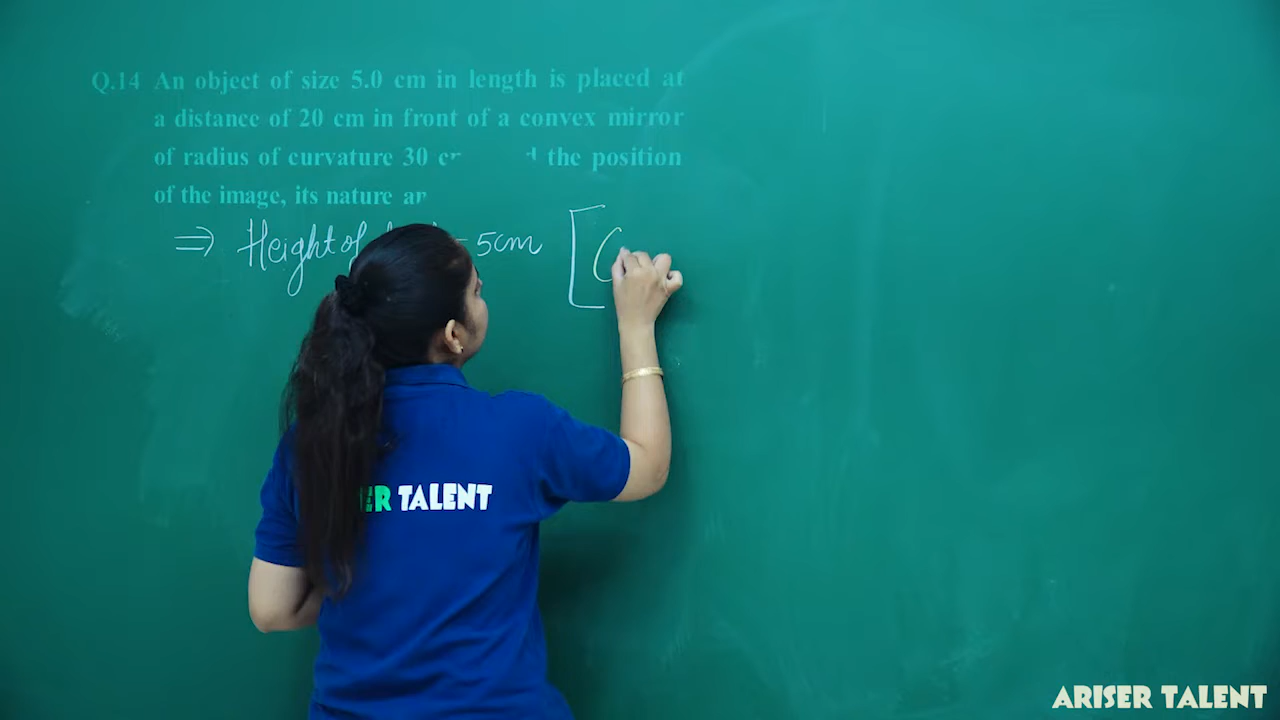 Q.14 An object of size 5.0 cm in length is placed at
a distance of 20 cm in front of a convex mirror
of radius of curvature 30 the position
of the image, its nature
⇒ Height of = 5cm [
TALENT
ARISER TALENT